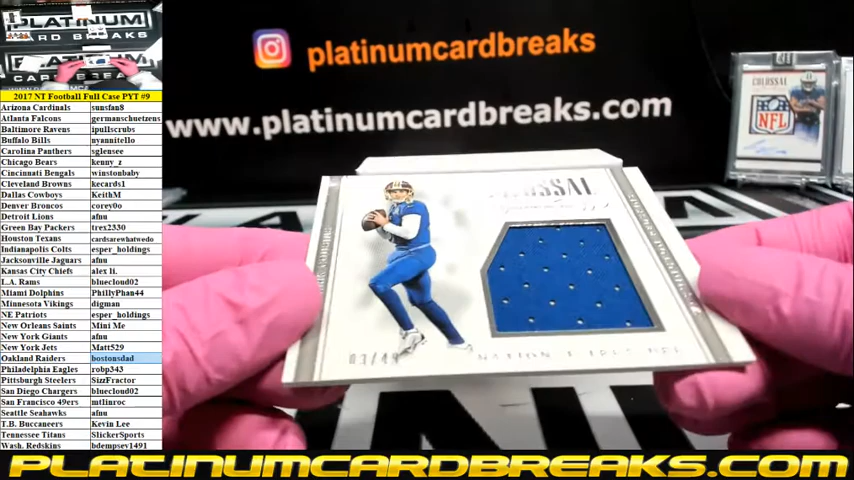 PLATINUM
CARD BREAKS
platinumcardbreaks
www.platinumcardbreaks.com
2017 NT Football Full Case PYT #9
Arizona Cardinals sunsfan8
Atlanta Falcons germanschuetzens
Baltimore Ravens ipullscrubs
Buffalo Bills nyannitello
Carolina Panthers sglensee
Chicago Bears kenny_z
Cincinnati Bengals winstonbaby
Cleveland Browns kecards1
Dallas Cowboys KeithM
Denver Broncos corey0o
Detroit Lions afnu
Green Bay Packers trex2330
Houston Texans cardsarewhatwedo
Indianapolis Colts esper_holdings
Jacksonville Jaguars afnu
Kansas City Chiefs alex li.
L.A. Rams bluecloud02
Miami Dolphins PhillyPhan44
Minnesota Vikings digman
NE Patriots esper_holdings
New Orleans Saints Mini Me
New York Giants afnu
New York Jets Matt529
Oakland Raiders bostonsdad
Philadelphia Eagles robp343
Pittsburgh Steelers SizzFractor
San Diego Chargers bluecloud02
San Francisco 49ers mtlinroc
Seattle Seahawks afnu
T.B. Buccaneers Kevin Lee
Tennessee Titans SlickerSports
Wash. Redskins bdempsey1491
COLOSSAL
03/49
COLOSSAL
NFL
PLATINUMCARDBREAKS.COM